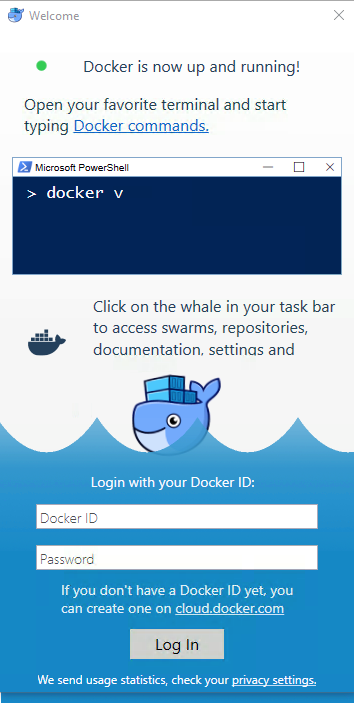 Welcome
Docker is now up and running!
Open your favorite terminal and start
typing Docker commands.
Microsoft PowerShell
> docker v
Click on the whale in your task bar
to access swarms, repositories,
documentation, settings and
Login with your Docker ID:
Docker ID
Password
If you don't have a Docker ID yet, you
can create one on cloud.docker.com
Log In
We send usage statistics, check your privacy settings.